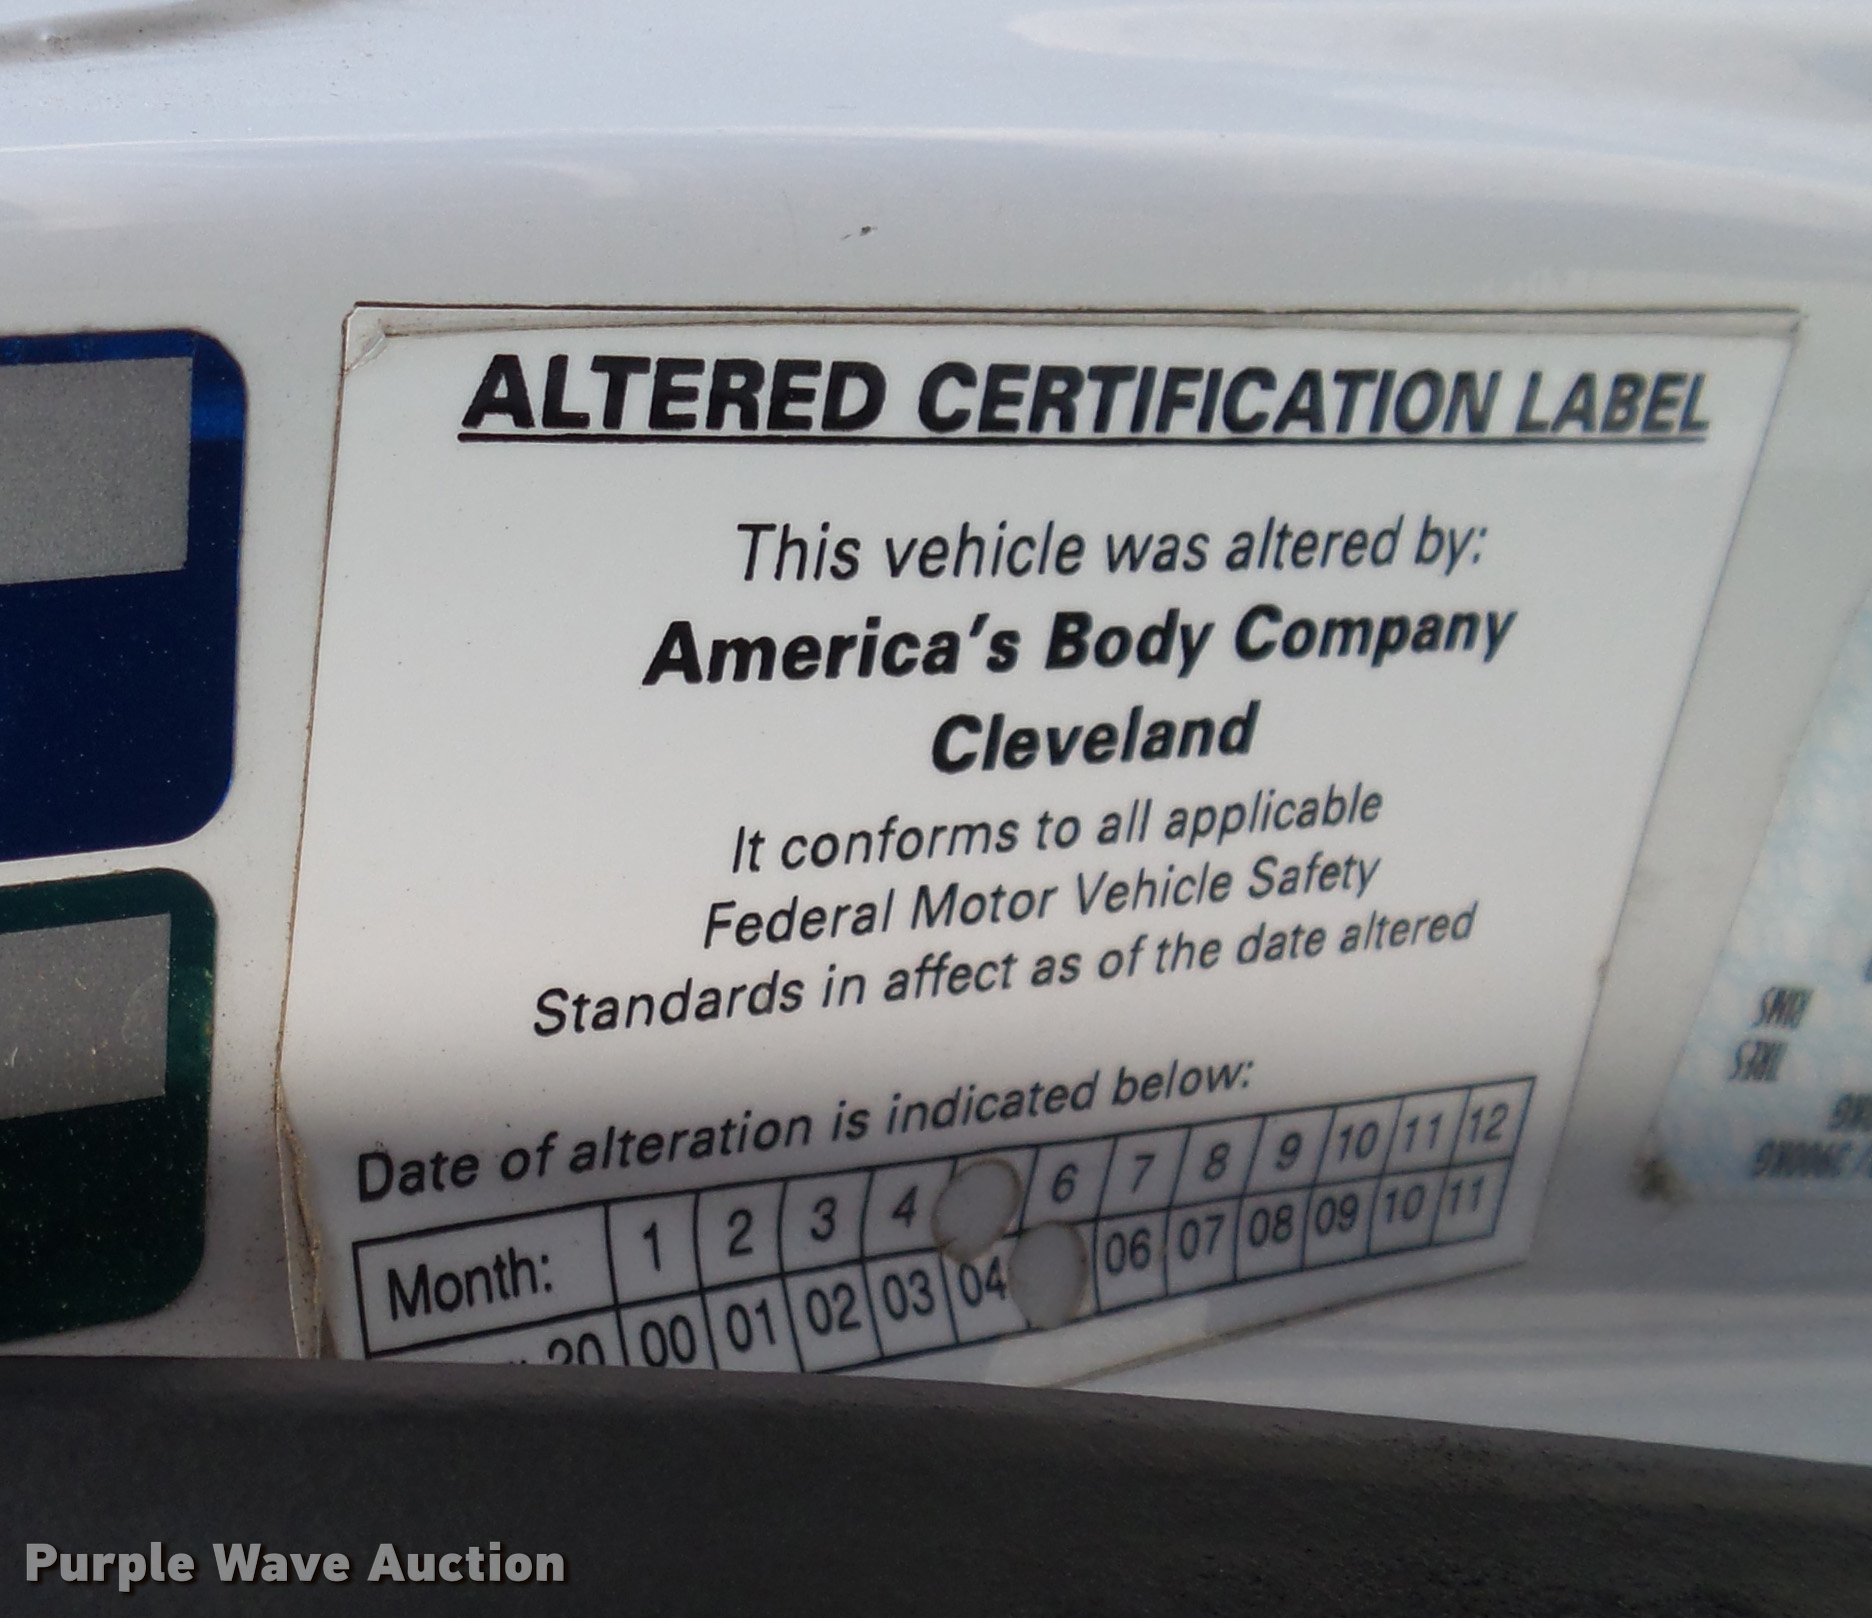 ALTERED CERTIFICATION LABEL
This vehicle was altered by:
America's Body Company
Cleveland
It conforms to all applicable
Federal Motor Vehicle Safety
Standards in affect as of the date altered
Date of alteration is indicated below:
Month: 1 2 3 4 6 7 8 9 10 11 12
20 00 01 02 03 04 06 07 08 09 10 11
Purple Wave Auction